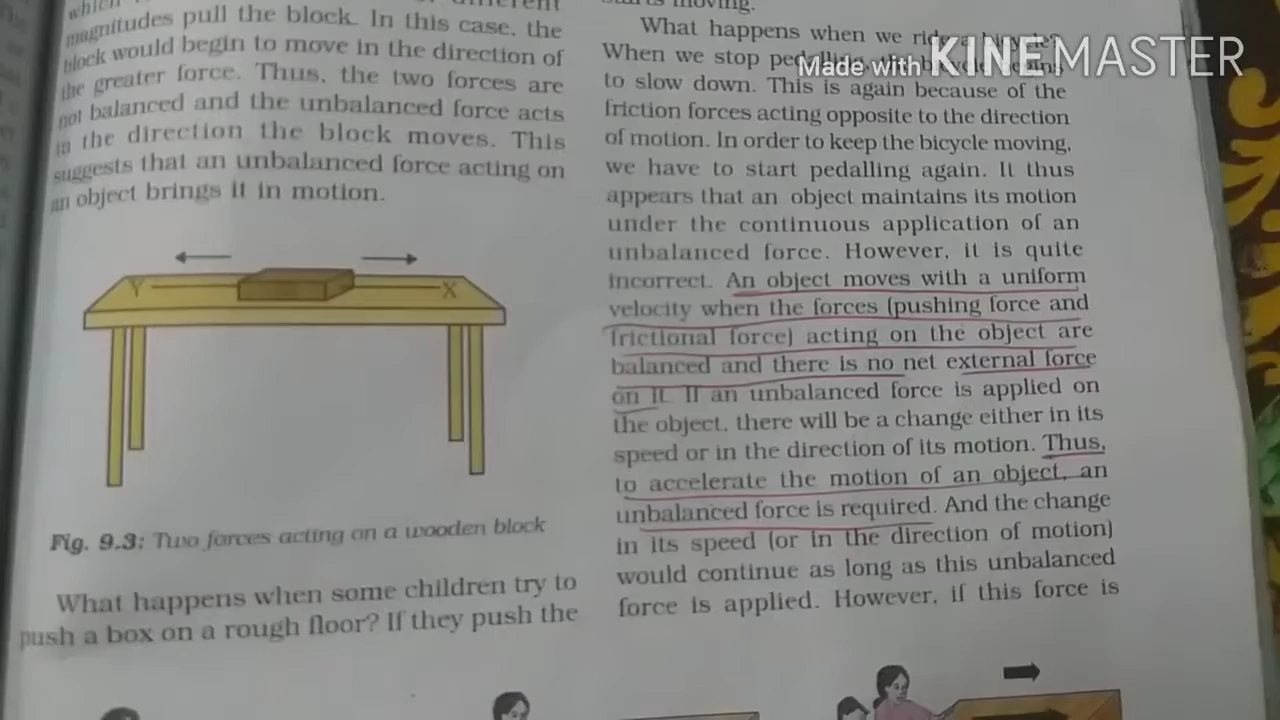 magnitudes pull the block. In this case, the
block would begin to move in the direction of
the greater force. Thus, the two forces are
not balanced and the unbalanced force acts
in the direction the block moves. This
suggests that an unbalanced force acting on
an object brings it in motion.
Y X
Fig. 9.3: Two forces acting on a wooden block
What happens when some children try to
push a box on a rough floor? If they push the
moving.
What happens when we ride a bicycle?
When we stop
to slow down. This is again because of the
friction forces acting opposite to the direction
of motion. In order to keep the bicycle moving,
we have to start pedalling again. It thus
appears that an object maintains its motion
under the continuous application of an
unbalanced force. However, it is quite
incorrect. An object moves with a uniform
velocity when the forces (pushing force and
frictional force) acting on the object are
balanced and there is no net external force
on it. If an unbalanced force is applied on
the object, there will be a change either in its
speed or in the direction of its motion. Thus,
to accelerate the motion of an object, an
unbalanced force is required. And the change
in its speed (or in the direction of motion)
would continue as long as this unbalanced
force is applied. However, if this force is
Made with KINEMASTER